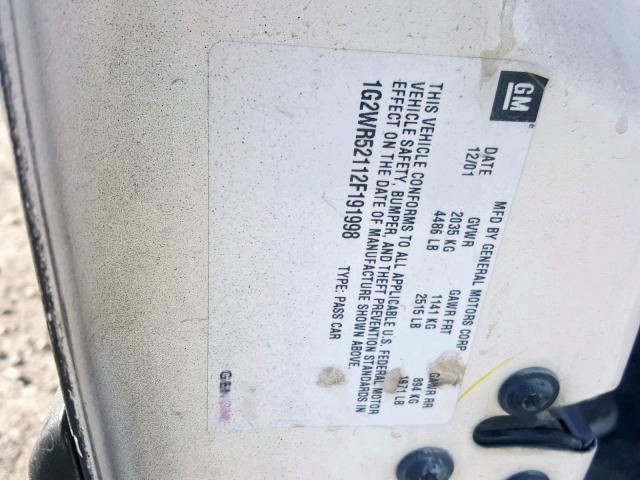 GM
MFD BY GENERAL MOTORS CORP
DATE GVWR GAWR FRT GAWR RR
12/01 2035 KG 1141 KG 894 KG
4486 LB 2515 LB 1971 LB
THIS VEHICLE CONFORMS TO ALL APPLICABLE U.S. FEDERAL MOTOR
VEHICLE SAFETY, BUMPER, AND THEFT PREVENTION STANDARDS IN
EFFECT ON THE DATE OF MANUFACTURE SHOWN ABOVE.
1G2WR52112F191998 TYPE: PASS CAR